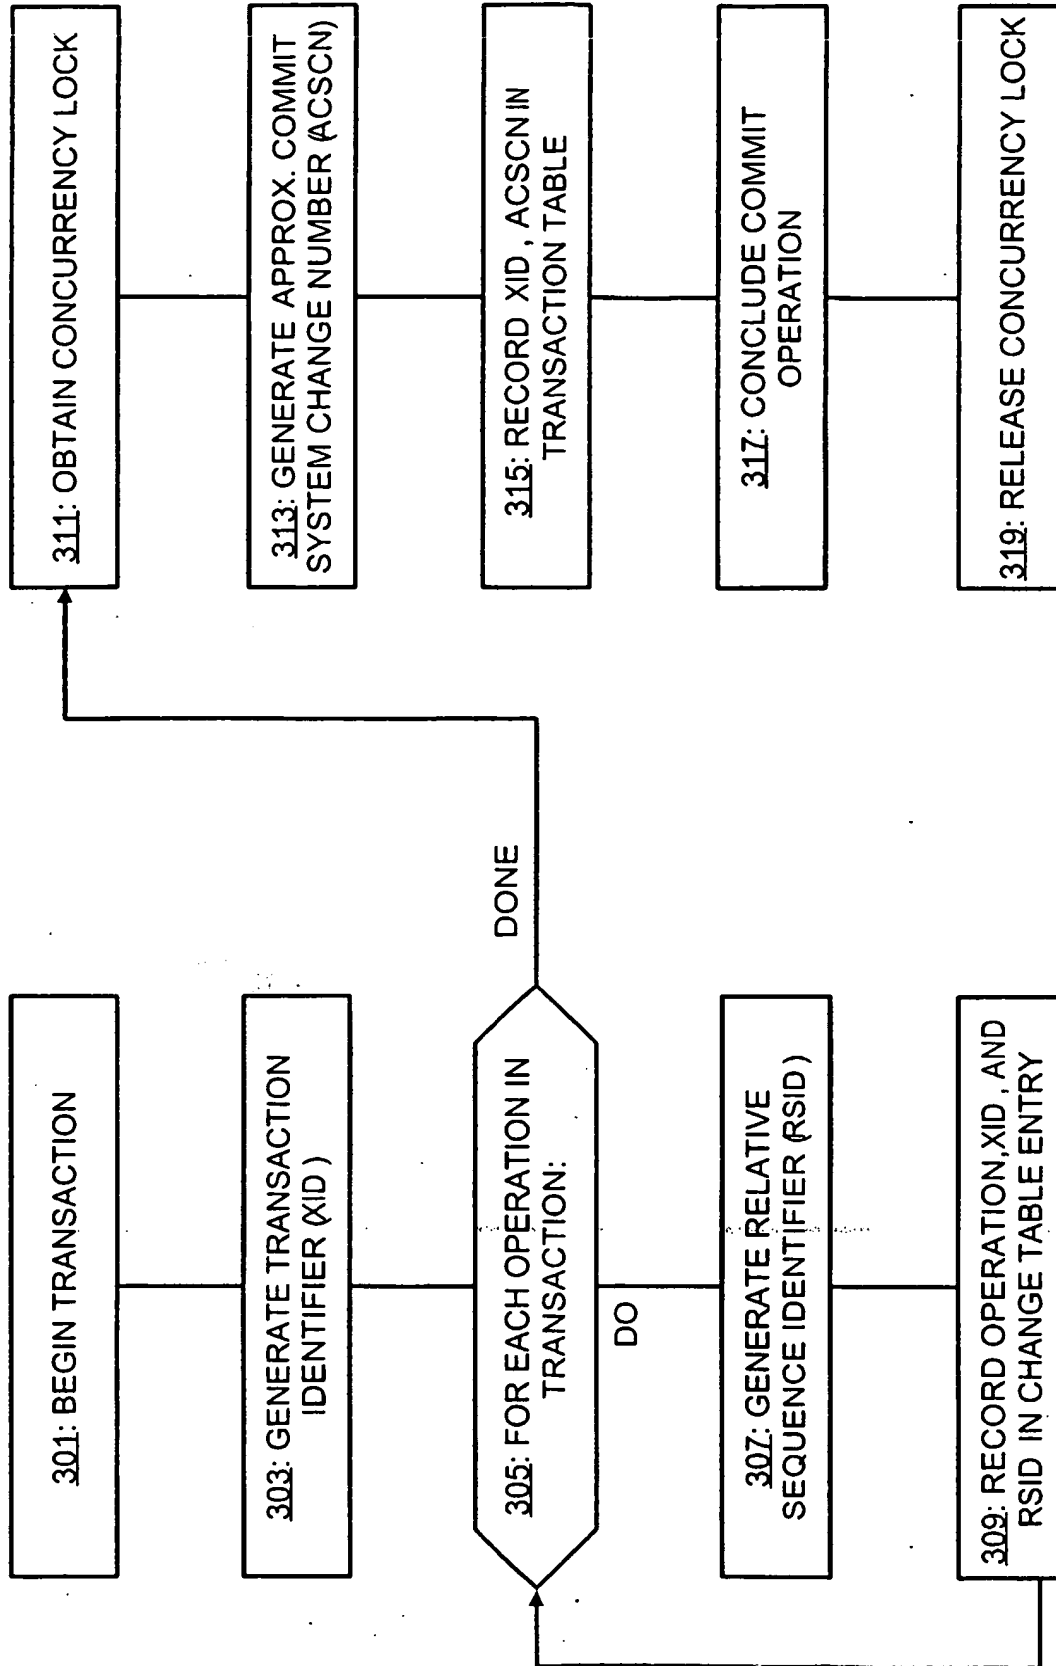 301: BEGIN TRANSACTION
303: GENERATE TRANSACTION
IDENTIFIER (XID)
305: FOR EACH OPERATION IN
TRANSACTION:
DO
DONE
307: GENERATE RELATIVE
SEQUENCE IDENTIFIER (RSID)
309: RECORD OPERATION,XID, AND
RSID IN CHANGE TABLE ENTRY
311: OBTAIN CONCURRENCY LOCK
313: GENERATE APPROX. COMMIT
SYSTEM CHANGE NUMBER (ACSCN)
315: RECORD XID, ACSCN IN
TRANSACTION TABLE
317: CONCLUDE COMMIT
OPERATION
319: RELEASE CONCURRENCY LOCK